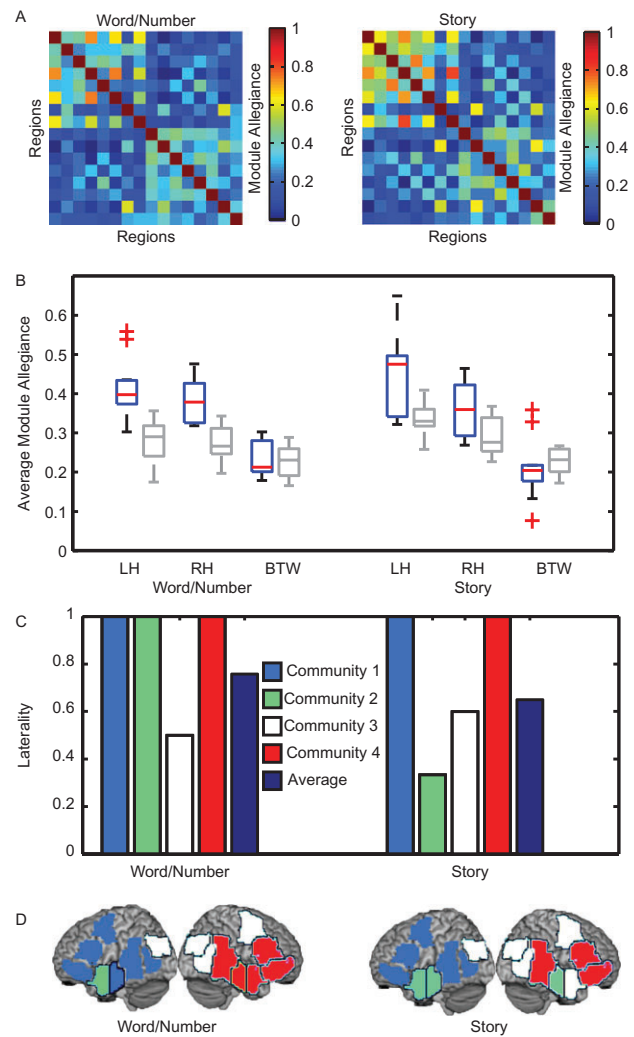 A
Word/Number
Story
Regions
Regions
1
0.8
0.6
0.4
0.2
0
Module Allegiance
Regions
Regions
1
0.8
0.6
0.4
0.2
0
Module Allegiance
B
Average Module Allegiance
0.6
0.5
0.4
0.3
0.2
0.1
0
LH RH BTW LH RH BTW
Word/Number Story
C
Laterality
1
0.8
0.6
0.4
0.2
0
Community 1
Community 2
Community 3
Community 4
Average
Word/Number Story
D
Word/Number Story